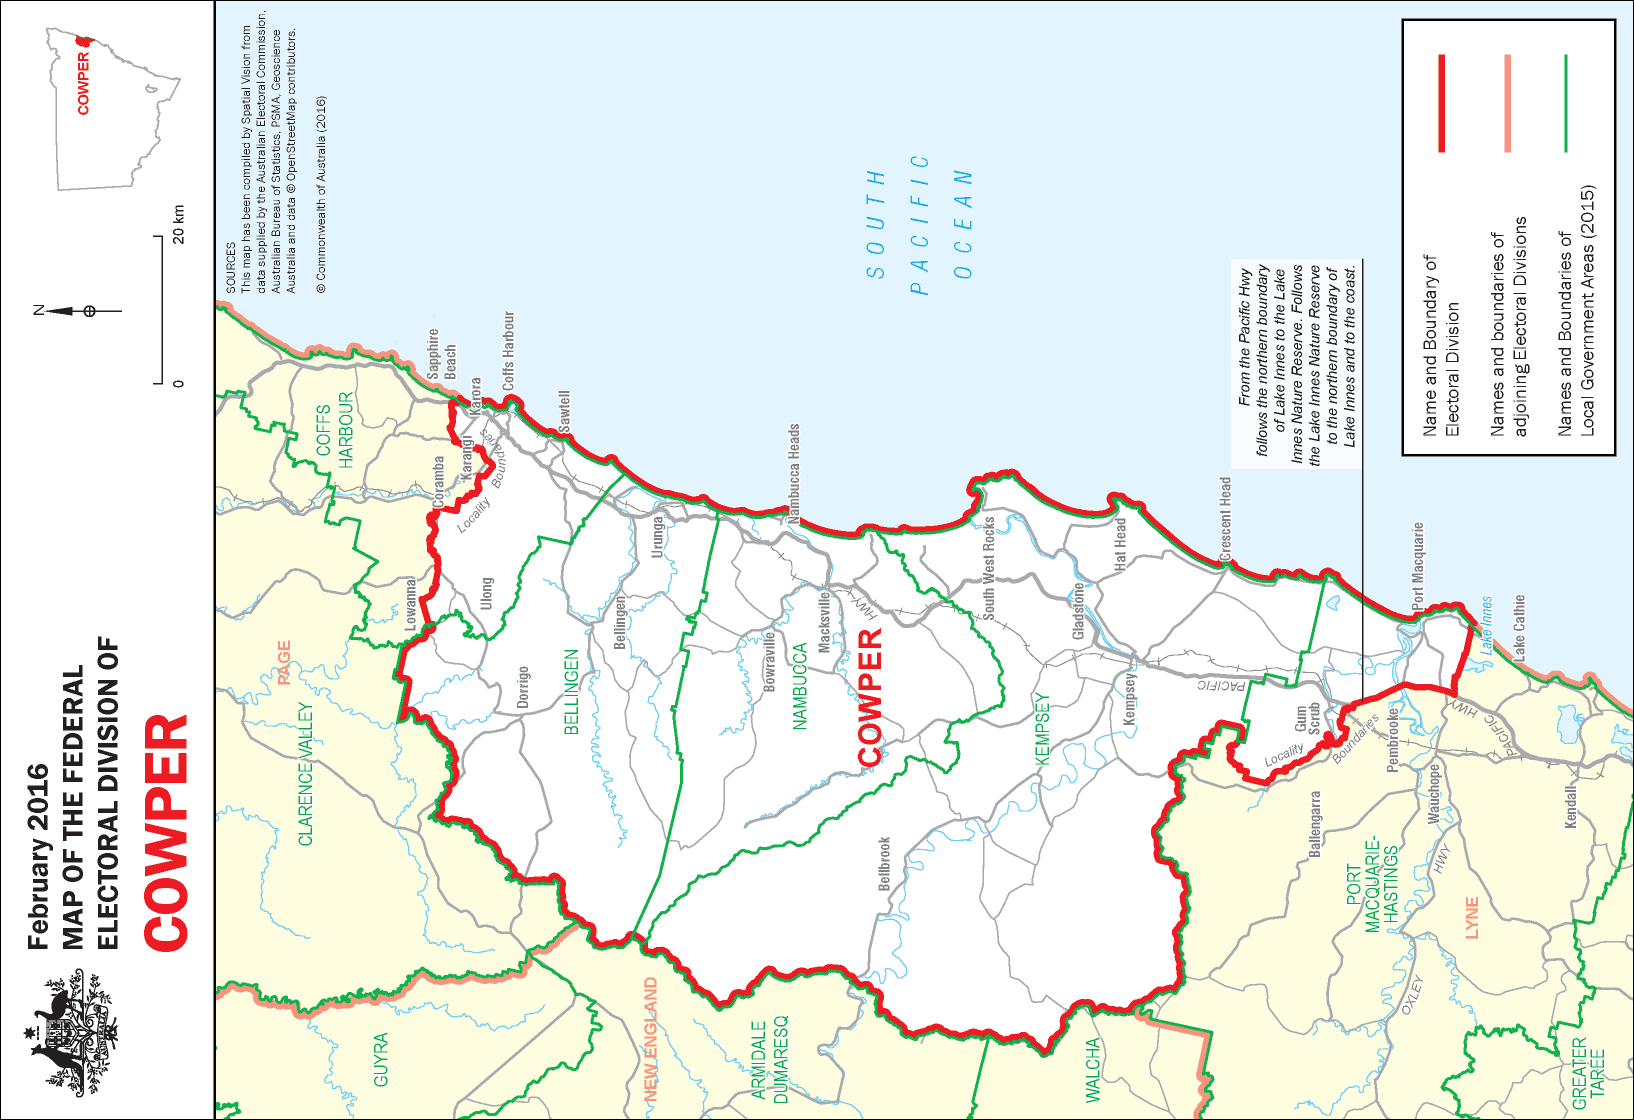 February 2016
MAP OF THE FEDERAL
ELECTORAL DIVISION OF
COWPER
N
0
20 km
COWPER
SOURCES
This map has been compiled by Spatial Vision from
data supplied by the Australian Electoral Commission,
Australian Bureau of Statistics, PSMA, Geoscience
Australia and data © OpenStreetMap contributors.
© Commonwealth of Australia (2016)
COFFS
HARBOUR
Sapphire
Beach
Korora
Coffs Harbour
Sawtell
Karangi
Coramba
Locality Boundaries
Lowanna
Ulong
PAGE
CLARENCE VALLEY
Dorrigo
BELLINGEN
Bellingen
Urunga
Nambucca Heads
Bowraville
Macksville
NAMBUCCA
HWY
COWPER
SOUTH
PACIFIC
OCEAN
South West Rocks
Gladstone
Hat Head
Crescent Head
KEMPSEY
Kempsey
PACIFIC
Bellbrook
GUYRA
NEW ENGLAND
ARMIDALE
DUMARESQ
WALCHA
From the Pacific Hwy
follows the northern boundary
of Lake Innes to the Lake
Innes Nature Reserve. Follows
the Lake Innes Nature Reserve
to the northern boundary of
Lake Innes and to the coast.
Gum
Scrub
Locality
Boundaries
Pembrooke
Port Macquarie
Lake Innes
Lake Cathie
HWY
PACIFIC
Ballengarra
Wauchope
Kendall
PORT
MACQUARIE-
HASTINGS
HWY
LYNE
OXLEY
GREATER
TAREE
Name and Boundary of
Electoral Division
Names and boundaries of
adjoining Electoral Divisions
Names and Boundaries of
Local Government Areas (2015)